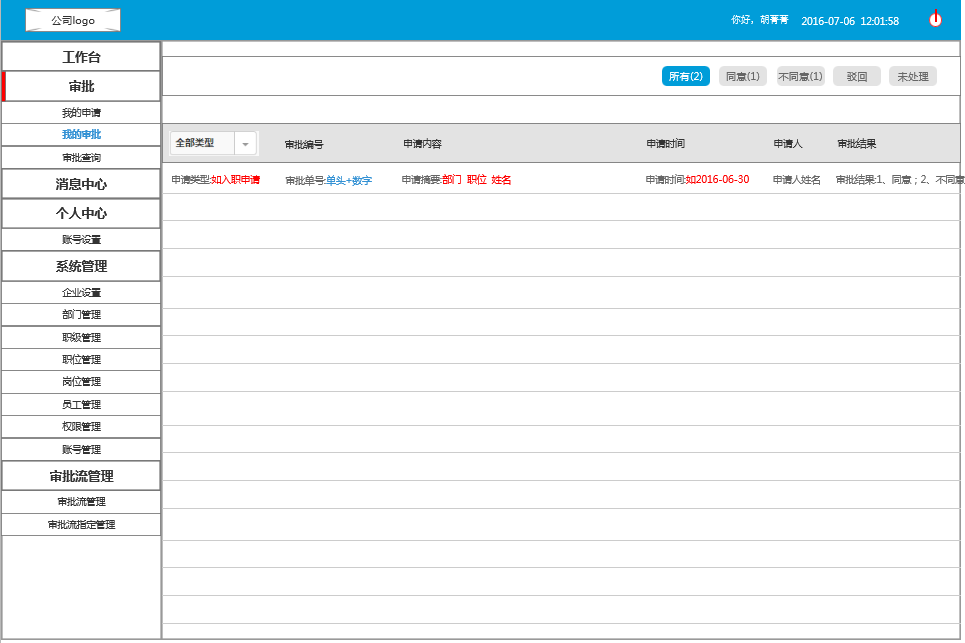 公司logo
你好，胡菁菁 2016-07-06 12:01:58
工作台
审批
我的申请
我的审批
审批查询
消息中心
个人中心
账号设置
系统管理
企业设置
部门管理
职级管理
职位管理
岗位管理
员工管理
权限管理
账号管理
审批流管理
审批流管理
审批流指定管理
所有(2) 同意(1) 不同意(1) 驳回 未处理
全部类型 审批编号 申请内容 申请时间 申请人 审批结果
申请类型:如入职申请 审批单号:单头+数字 申请摘要:部门 职位 姓名 申请时间:如2016-06-30 申请人姓名 审批结果:1、同意；2、不同意